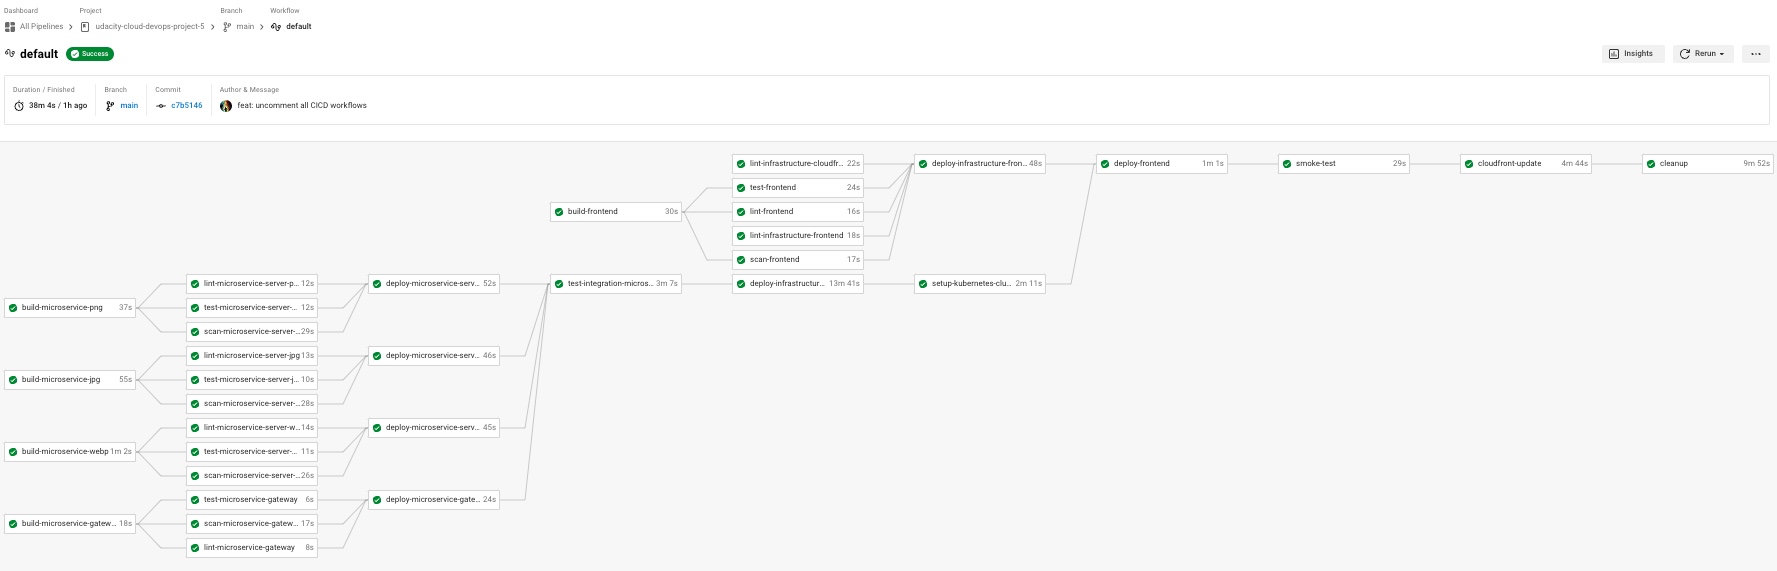 Dashboard Project Branch Workflow
All Pipelines udacity-cloud-devops-project-5 main default
default Success Insights Rerun ...
Duration / Finished Branch Commit Author & Message
38m 4s / 1h ago main c7b5146 feat: uncomment all CICD workflows
lint-infrastructure-cloudfr... 22s deploy-infrastructure-fron... 48s deploy-frontend 1m 1s smoke-test 29s cloudfront-update 4m 44s cleanup 9m 52s
test-frontend 24s
build-frontend 30s lint-frontend 16s
lint-infrastructure-frontend 18s
scan-frontend 17s
lint-microservice-server-p... 12s deploy-microservice-serv... 52s test-integration-micros... 3m 7s deploy-infrastructur... 13m 41s setup-kubernetes-clu... 2m 11s
build-microservice-png 37s test-microservice-server-... 12s
scan-microservice-server-... 29s
lint-microservice-server-jpg 13s deploy-microservice-serv... 46s
build-microservice-jpg 55s test-microservice-server-j... 10s
scan-microservice-server-... 28s
lint-microservice-server-w... 14s deploy-microservice-serv... 45s
build-microservice-webp 1m 2s test-microservice-server-... 11s
scan-microservice-server-... 26s
test-microservice-gateway 6s deploy-microservice-gate... 24s
build-microservice-gatew... 18s scan-microservice-gatew... 17s
lint-microservice-gateway 8s